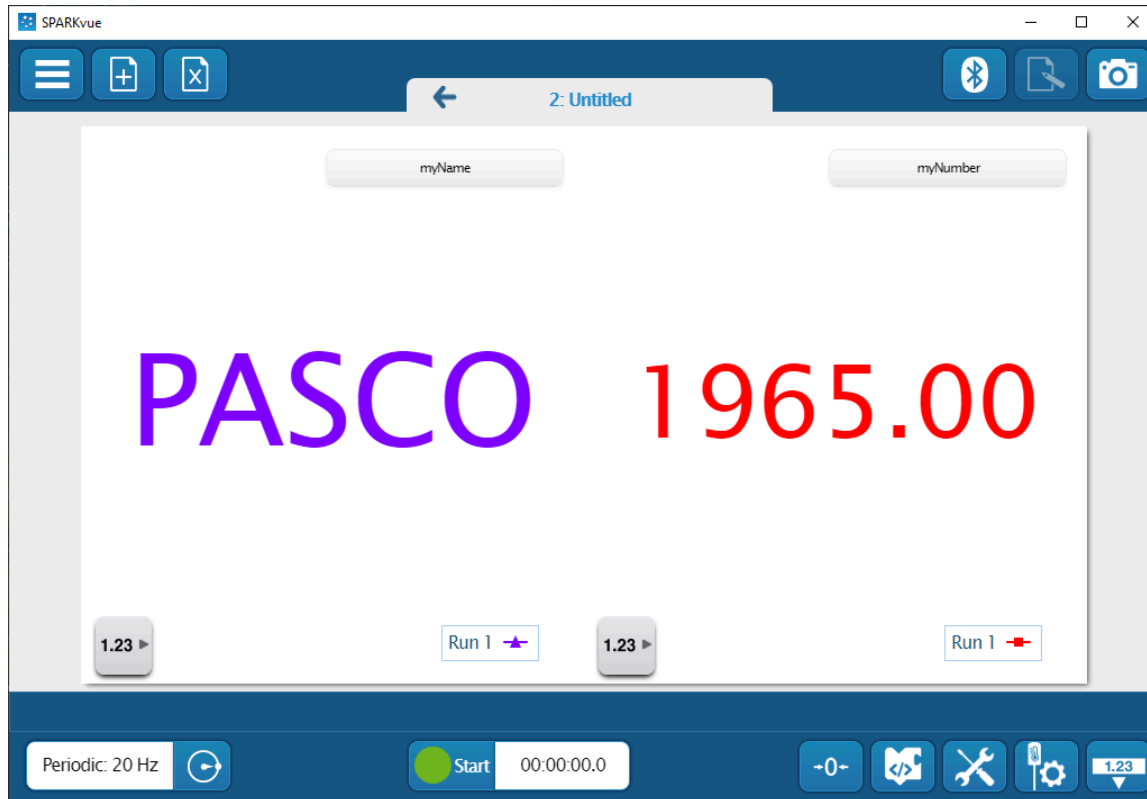 SPARKvue
2: Untitled
myName
myNumber
PASCO
1965.00
1.23
Run 1
1.23
Run 1
Periodic: 20 Hz
Start
00:00:00.0
-0-
1.23